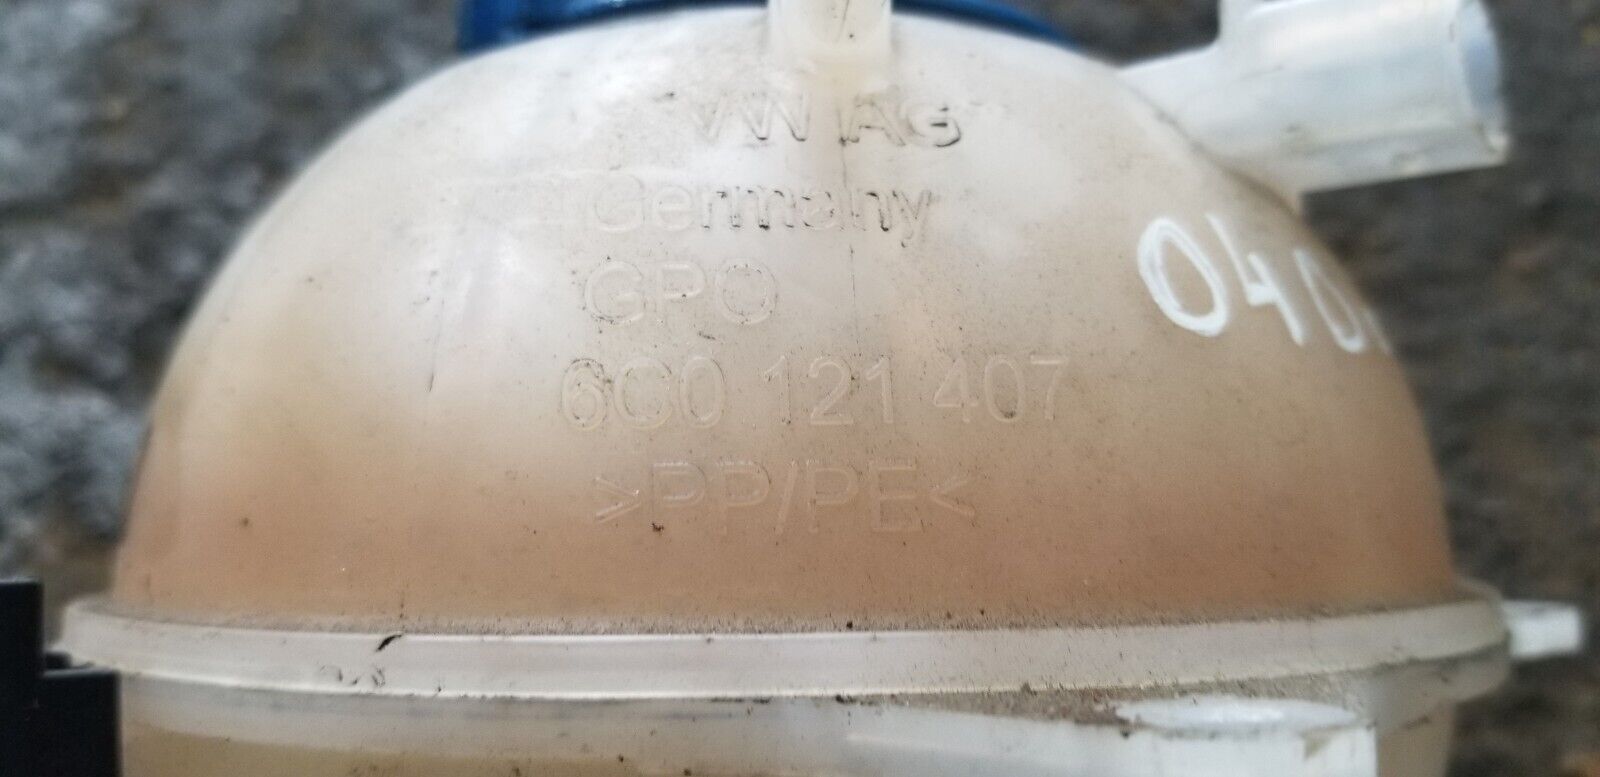 VW AG
Germany
GPO
6C0 121 407
>PP/PE<
040